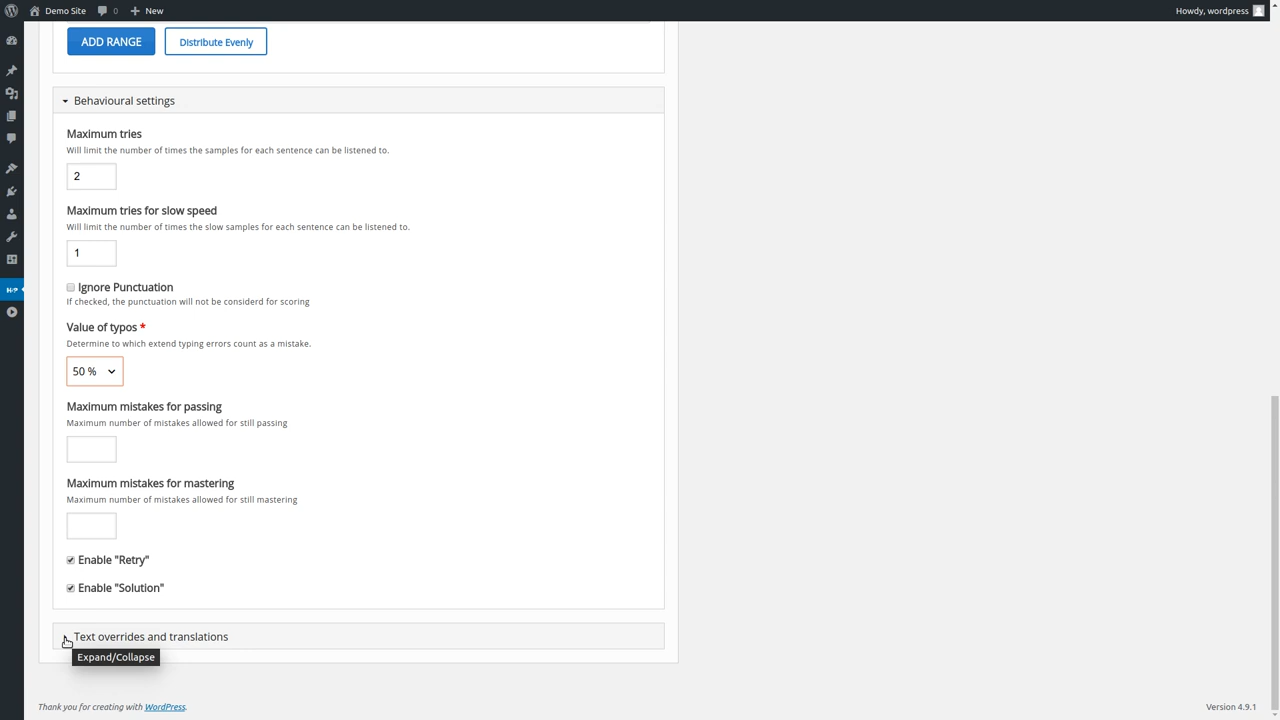 Demo Site 0 New Howdy, wordpress
ADD RANGE Distribute Evenly
Behavioural settings
Maximum tries
Will limit the number of times the samples for each sentence can be listened to.
2
Maximum tries for slow speed
Will limit the number of times the slow samples for each sentence can be listened to.
1
Ignore Punctuation
If checked, the punctuation will not be considerd for scoring
Value of typos *
Determine to which extend typing errors count as a mistake.
50 %
Maximum mistakes for passing
Maximum number of mistakes allowed for still passing
Maximum mistakes for mastering
Maximum number of mistakes allowed for still mastering
Enable "Retry"
Enable "Solution"
Text overrides and translations
Expand/Collapse
Thank you for creating with WordPress. Version 4.9.1